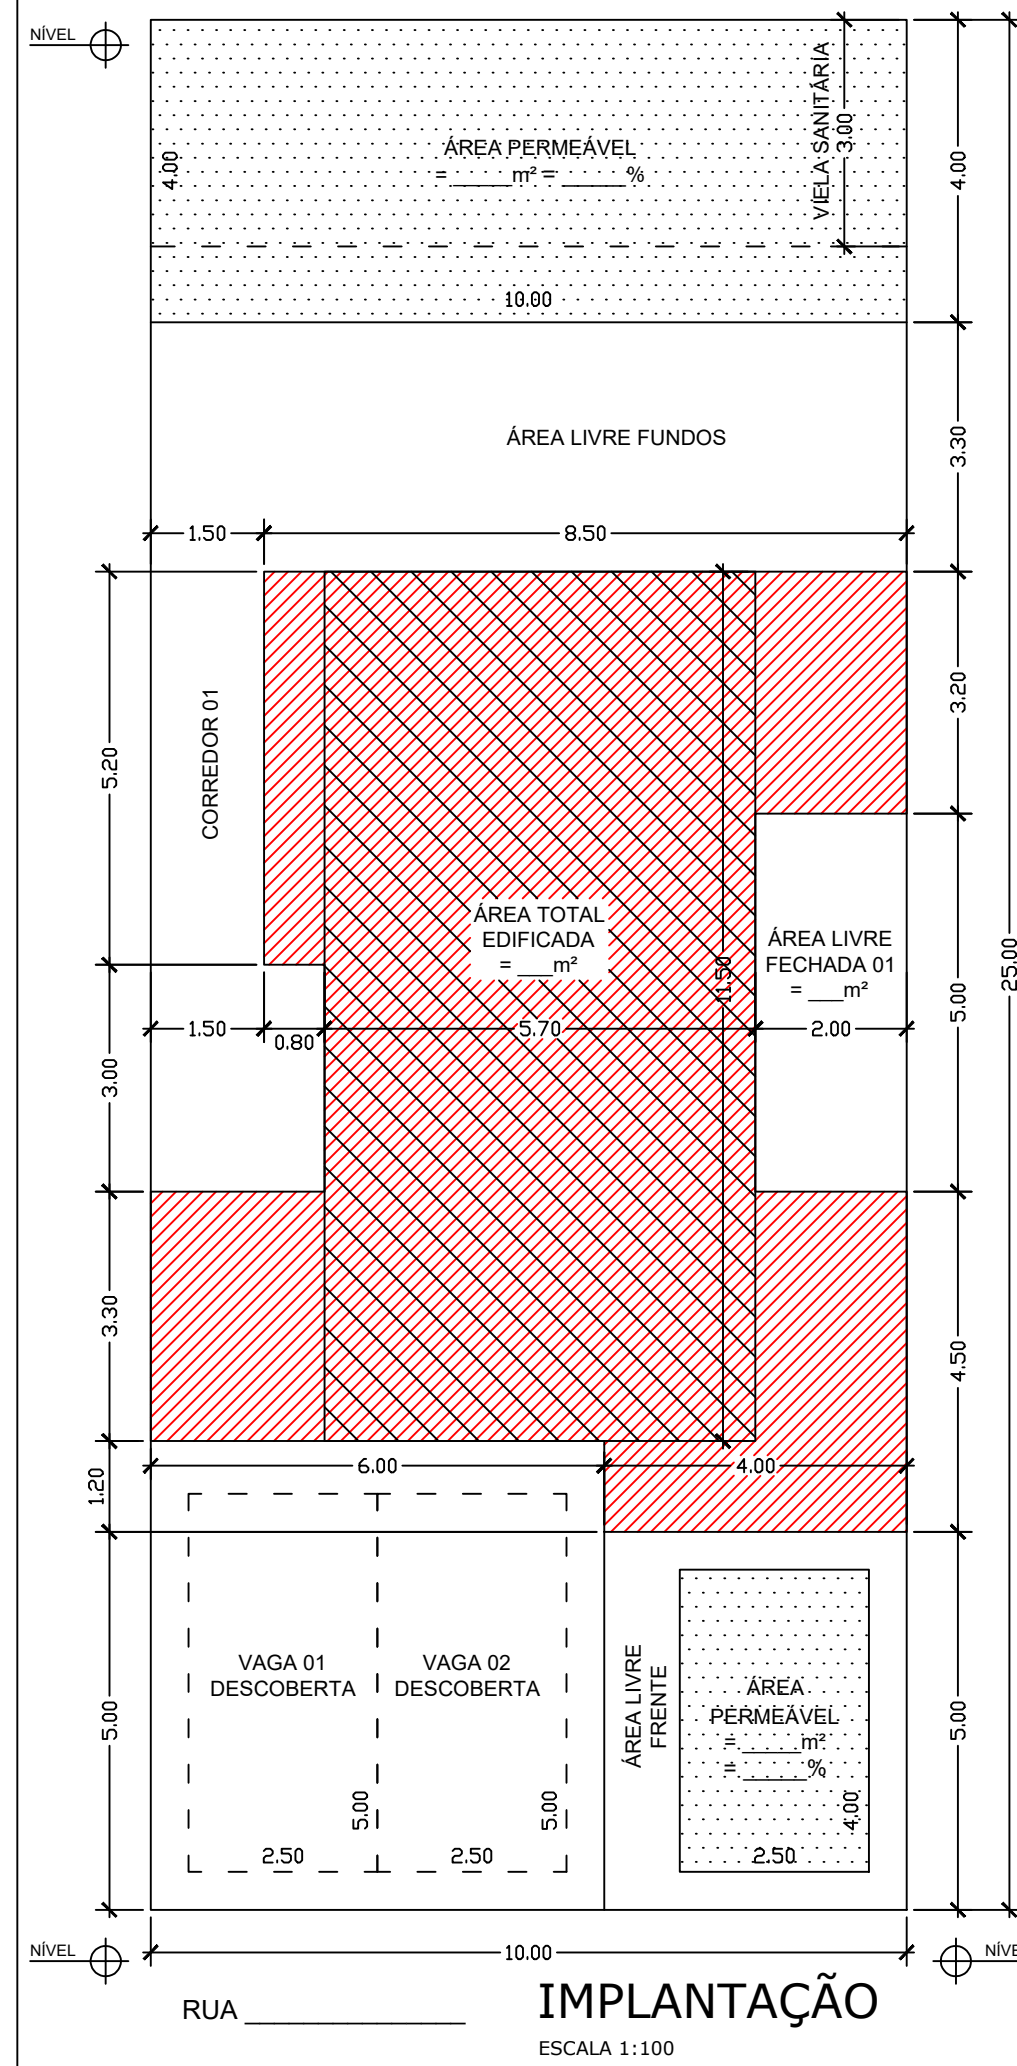 NÍVEL
VIELA SANITÁRIA
3.00
4.00
ÁREA PERMEÁVEL
= _____m² = _____%
4.00
10.00
ÁREA LIVRE FUNDOS
3.30
1.50
8.50
5.20
CORREDOR 01
3.20
ÁREA TOTAL
EDIFICADA
= ___m²
11.50
ÁREA LIVRE
FECHADA 01
= ___m²
5.00
25.00
1.50
0.80
5.70
2.00
3.00
3.30
4.50
1.20
6.00
4.00
5.00
VAGA 01
DESCOBERTA
5.00
2.50
VAGA 02
DESCOBERTA
5.00
2.50
ÁREA LIVRE
FRENTE
ÁREA
PERMEÁVEL
= _____m²
= _____%
4.00
2.50
5.00
NÍVEL
10.00
RUA ________________
IMPLANTAÇÃO
ESCALA 1:100